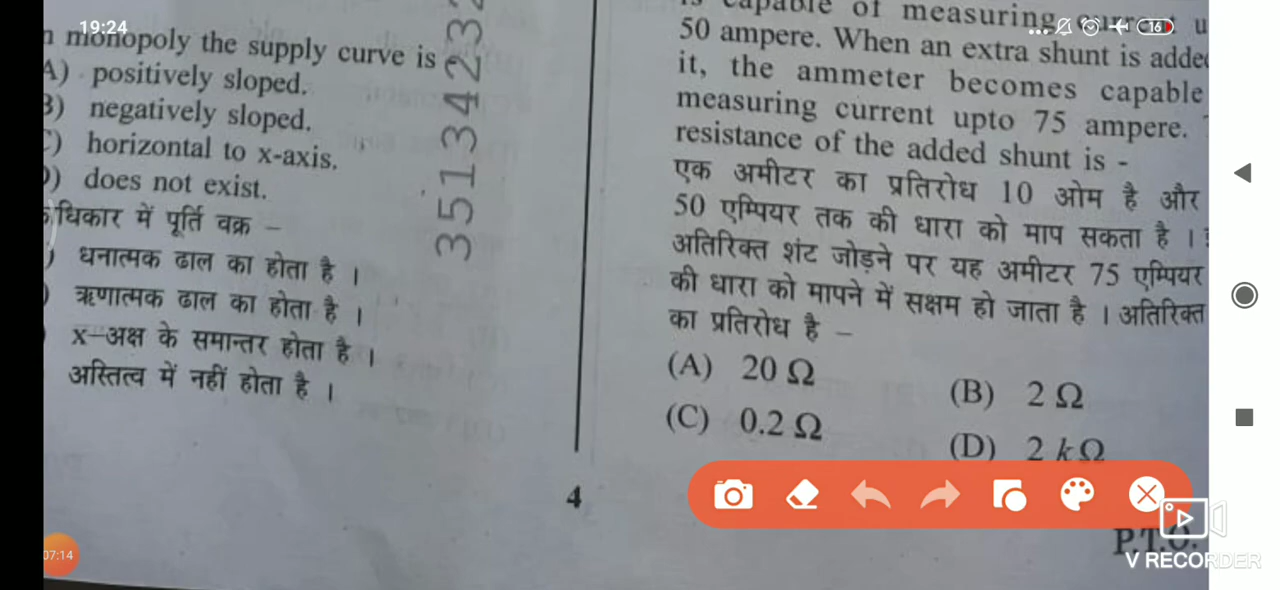 19:24
16
monopoly the supply curve is
A) positively sloped.
B) negatively sloped.
C) horizontal to x-axis.
D) does not exist.
धिकार में पूर्ति वक्र –
धनात्मक ढाल का होता है ।
ऋणात्मक ढाल का होता है ।
x–अक्ष के समान्तर होता है ।
अस्तित्व में नहीं होता है ।
3513423
capable of measuring current
50 ampere. When an extra shunt is added
it, the ammeter becomes capable
measuring current upto 75 ampere.
resistance of the added shunt is -
एक अमीटर का प्रतिरोध 10 ओम है और
50 एम्पियर तक की धारा को माप सकता है ।
अतिरिक्त शंट जोड़ने पर यह अमीटर 75 एम्पियर
की धारा को मापने में सक्षम हो जाता है । अतिरिक्त
का प्रतिरोध है –
(A) 20 Ω
(B) 2 Ω
(C) 0.2 Ω
(D) 2 kΩ
4
P.T.O.
07:14
V RECORDER